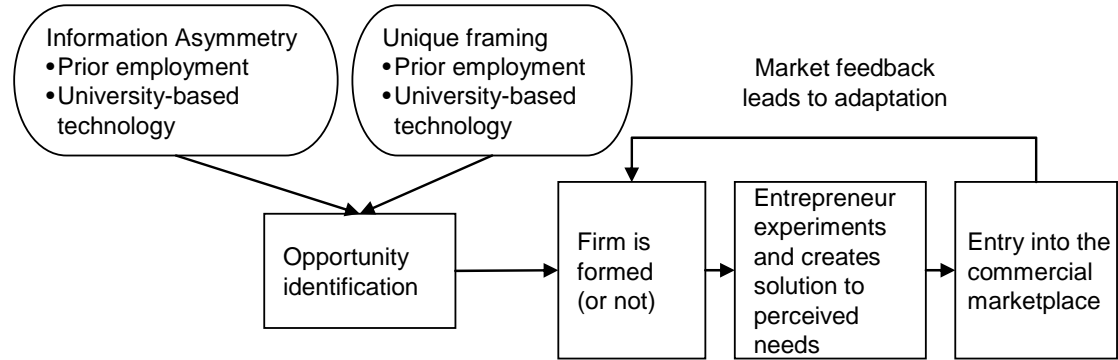 Information Asymmetry
•Prior employment
•University-based
technology
Unique framing
•Prior employment
•University-based
technology
Market feedback
leads to adaptation
Opportunity
identification
Firm is
formed
(or not)
Entrepreneur
experiments
and creates
solution to
perceived
needs
Entry into the
commercial
marketplace